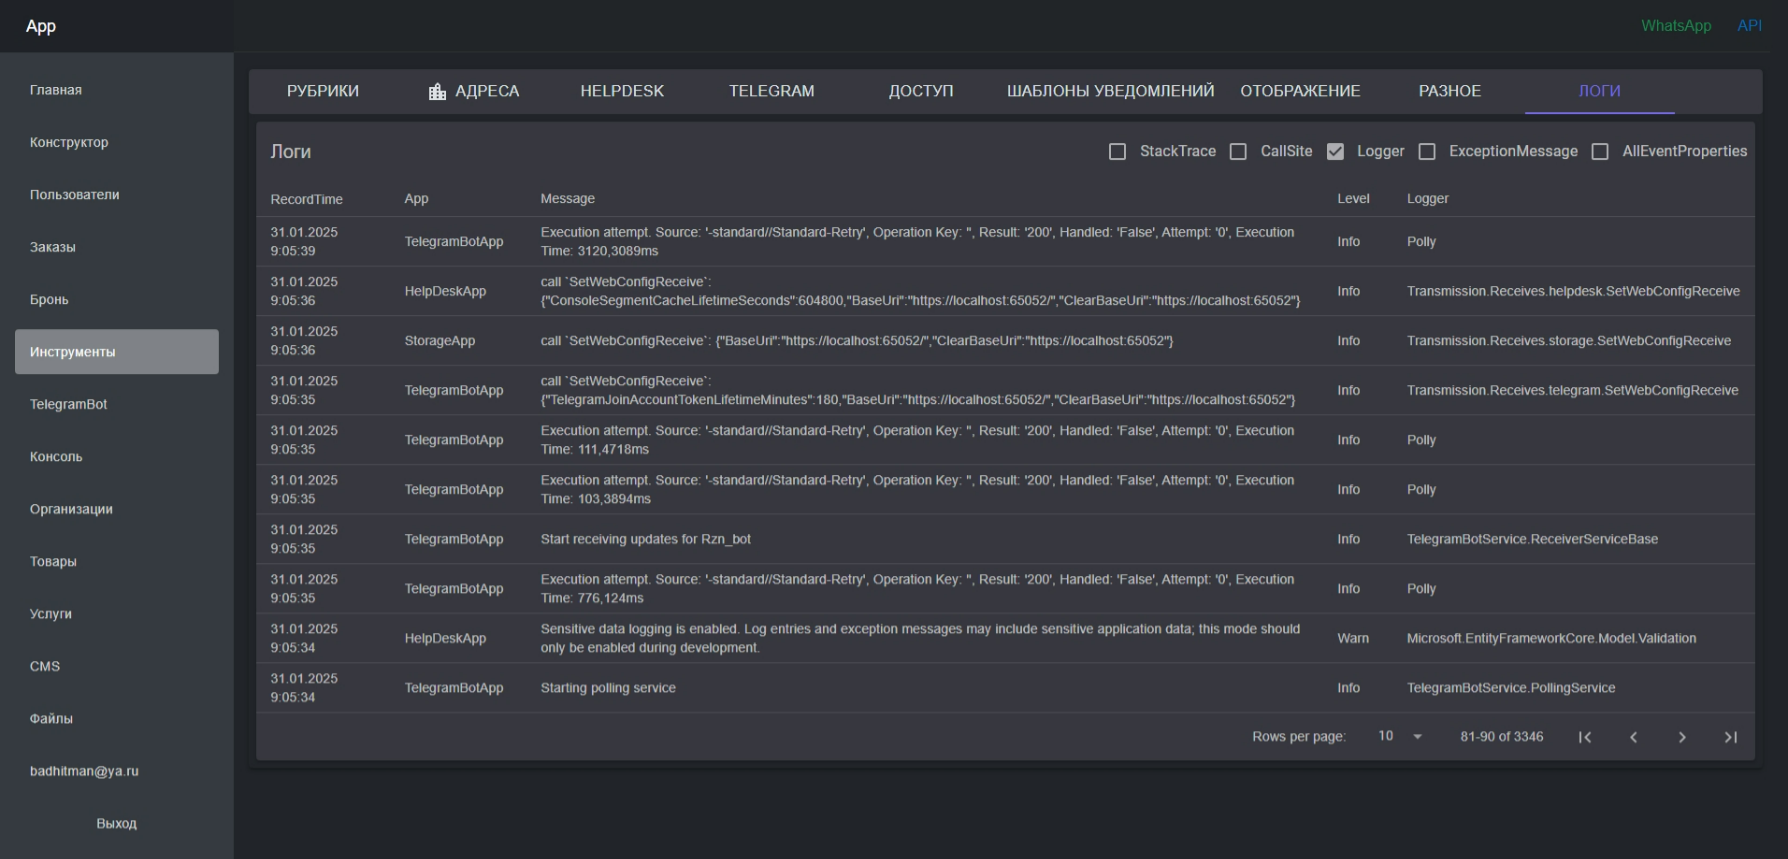 App
WhatsApp API
Главная
Конструктор
Пользователи
Заказы
Бронь
Инструменты
TelegramBot
Консоль
Организации
Товары
Услуги
CMS
Файлы
badhitman@ya.ru
Выход
РУБРИКИ АДРЕСА HELPDESK TELEGRAM ДОСТУП ШАБЛОНЫ УВЕДОМЛЕНИЙ ОТОБРАЖЕНИЕ РАЗНОЕ ЛОГИ
Логи StackTrace CallSite Logger ExceptionMessage AllEventProperties
RecordTime App Message Level Logger
31.01.2025
9:05:39
TelegramBotApp
Execution attempt. Source: '-standard//Standard-Retry', Operation Key: '', Result: '200', Handled: 'False', Attempt: '0', Execution
Time: 3120,3089ms
Info
Polly
31.01.2025
9:05:36
HelpDeskApp
call `SetWebConfigReceive`:
{"ConsoleSegmentCacheLifetimeSeconds":604800,"BaseUri":"https://localhost:65052/","ClearBaseUri":"https://localhost:65052"}
Info
Transmission.Receives.helpdesk.SetWebConfigReceive
31.01.2025
9:05:36
StorageApp
call `SetWebConfigReceive`: {"BaseUri":"https://localhost:65052/","ClearBaseUri":"https://localhost:65052"}
Info
Transmission.Receives.storage.SetWebConfigReceive
31.01.2025
9:05:35
TelegramBotApp
call `SetWebConfigReceive`:
{"TelegramJoinAccountTokenLifetimeMinutes":180,"BaseUri":"https://localhost:65052/","ClearBaseUri":"https://localhost:65052"}
Info
Transmission.Receives.telegram.SetWebConfigReceive
31.01.2025
9:05:35
TelegramBotApp
Execution attempt. Source: '-standard//Standard-Retry', Operation Key: '', Result: '200', Handled: 'False', Attempt: '0', Execution
Time: 111,4718ms
Info
Polly
31.01.2025
9:05:35
TelegramBotApp
Execution attempt. Source: '-standard//Standard-Retry', Operation Key: '', Result: '200', Handled: 'False', Attempt: '0', Execution
Time: 103,3894ms
Info
Polly
31.01.2025
9:05:35
TelegramBotApp
Start receiving updates for Rzn_bot
Info
TelegramBotService.ReceiverServiceBase
31.01.2025
9:05:35
TelegramBotApp
Execution attempt. Source: '-standard//Standard-Retry', Operation Key: '', Result: '200', Handled: 'False', Attempt: '0', Execution
Time: 776,124ms
Info
Polly
31.01.2025
9:05:34
HelpDeskApp
Sensitive data logging is enabled. Log entries and exception messages may include sensitive application data; this mode should
only be enabled during development.
Warn
Microsoft.EntityFrameworkCore.Model.Validation
31.01.2025
9:05:34
TelegramBotApp
Starting polling service
Info
TelegramBotService.PollingService
Rows per page: 10 81-90 of 3346